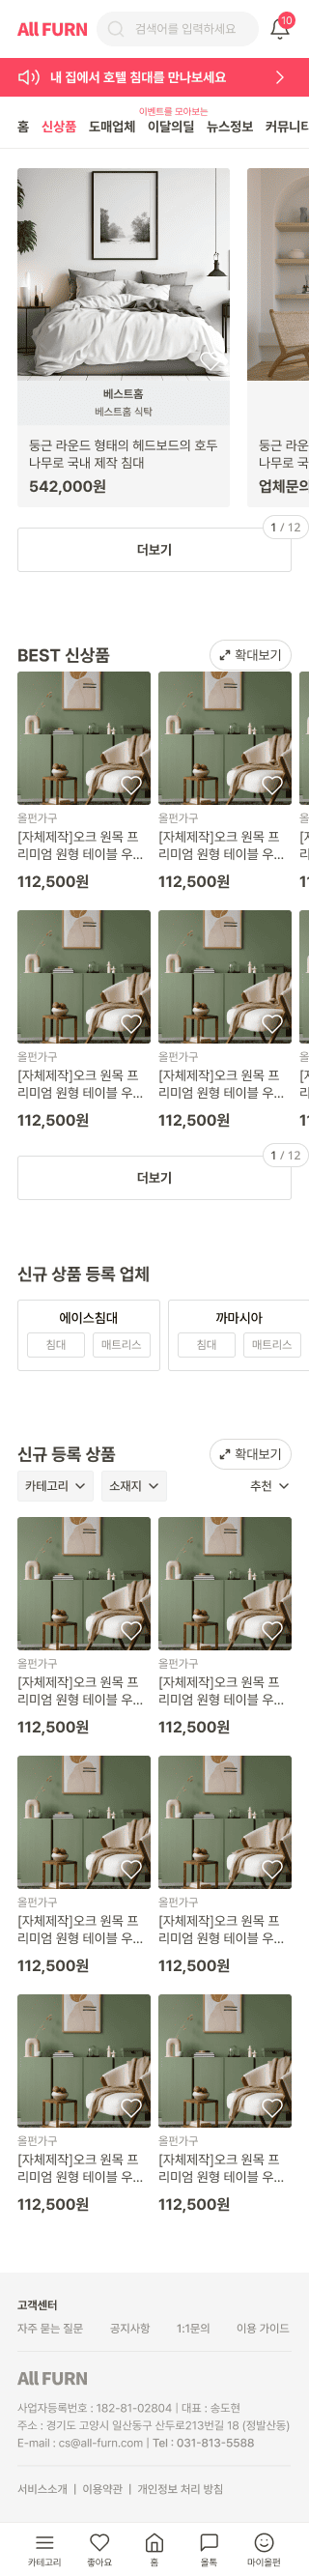 All FURN
검색어를 입력하세요
10
내 집에서 호텔 침대를 만나보세요
이벤트를 모아보는
홈 신상품 도매업체 이달의딜 뉴스정보 커뮤니티
베스트홈
베스트홈 식탁
둥근 라운드 형태의 헤드보드의 호두 둥근 라운
나무로 국내 제작 침대 나무로 국
542,000원 업체문의
1 / 12
더보기
BEST 신상품 확대보기
올펀가구 올펀가구
[자체제작]오크 원목 프 [자체제작]오크 원목 프
리미엄 원형 테이블 우... 리미엄 원형 테이블 우...
112,500원 112,500원
올펀가구 올펀가구
[자체제작]오크 원목 프 [자체제작]오크 원목 프
리미엄 원형 테이블 우... 리미엄 원형 테이블 우...
112,500원 112,500원
1 / 12
더보기
신규 상품 등록 업체
에이스침대 까마시아
침대 매트리스 침대 매트리스
신규 등록 상품 확대보기
카테고리 소재지 추천
올펀가구 올펀가구
[자체제작]오크 원목 프 [자체제작]오크 원목 프
리미엄 원형 테이블 우... 리미엄 원형 테이블 우...
112,500원 112,500원
올펀가구 올펀가구
[자체제작]오크 원목 프 [자체제작]오크 원목 프
리미엄 원형 테이블 우... 리미엄 원형 테이블 우...
112,500원 112,500원
올펀가구 올펀가구
[자체제작]오크 원목 프 [자체제작]오크 원목 프
리미엄 원형 테이블 우... 리미엄 원형 테이블 우...
112,500원 112,500원
고객센터
자주 묻는 질문 공지사항 1:1문의 이용 가이드
All FURN
사업자등록번호 : 182-81-02804 | 대표 : 송도현
주소 : 경기도 고양시 일산동구 산두로213번길 18 (정발산동)
E-mail : cs@all-furn.com | Tel : 031-813-5588
서비스소개 | 이용약관 | 개인정보 처리 방침
카테고리 좋아요 홈 올톡 마이올펀